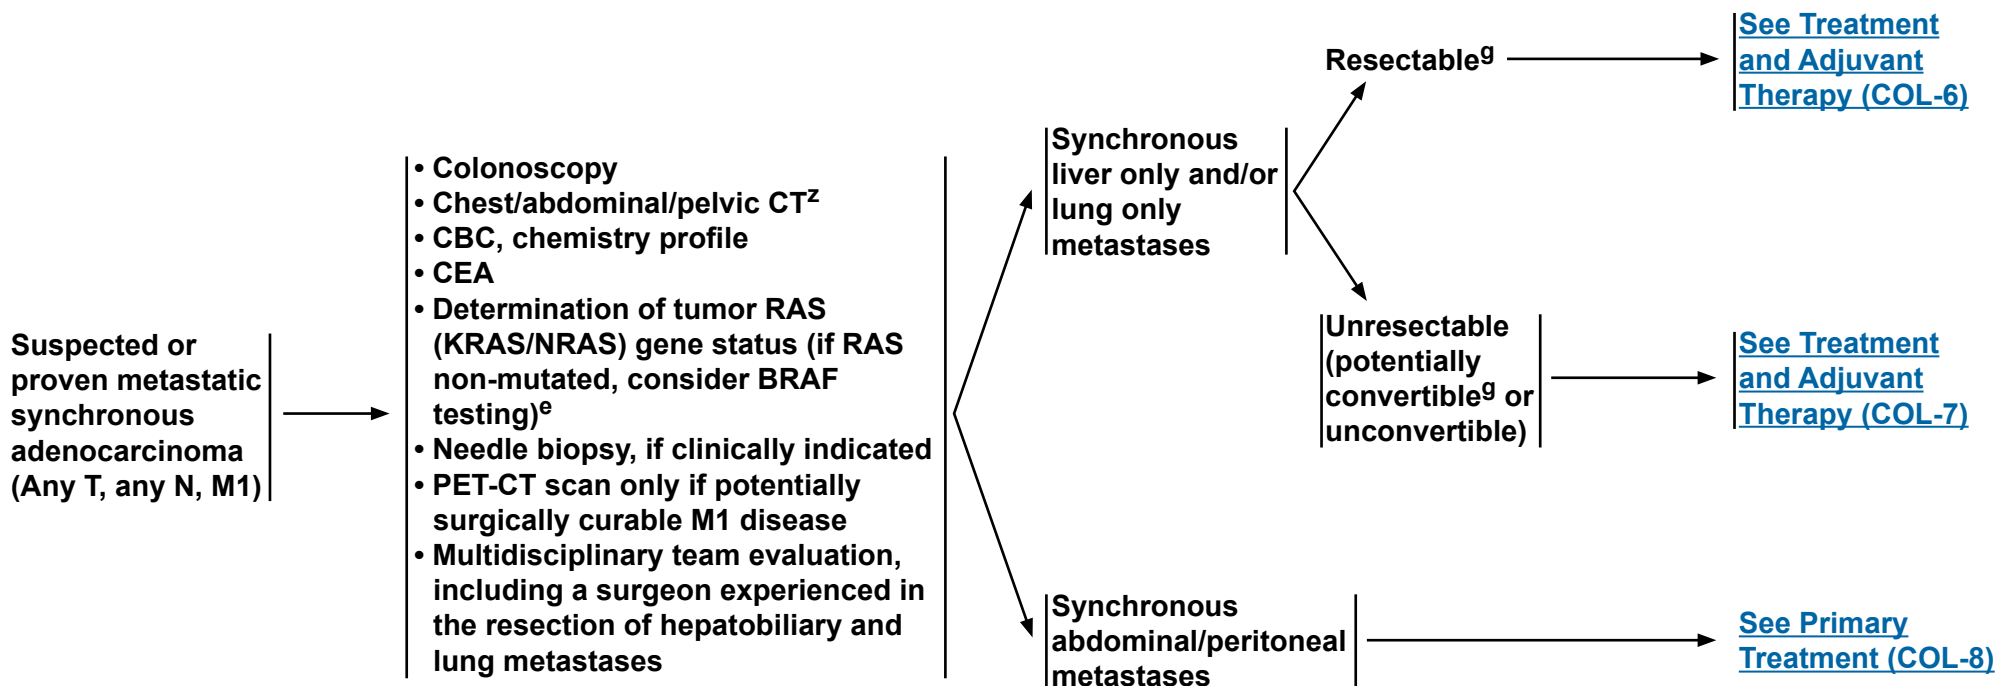 Suspected or
proven metastatic
synchronous
adenocarcinoma
(Any T, any N, M1)
• Colonoscopy
• Chest/abdominal/pelvic CTᶻ
• CBC, chemistry profile
• CEA
• Determination of tumor RAS
(KRAS/NRAS) gene status (if RAS
non-mutated, consider BRAF
testing)ᵉ
• Needle biopsy, if clinically indicated
• PET-CT scan only if potentially
surgically curable M1 disease
• Multidisciplinary team evaluation,
including a surgeon experienced in
the resection of hepatobiliary and
lung metastases
Synchronous
liver only and/or
lung only
metastases
Resectableᵍ
See Treatment
and Adjuvant
Therapy (COL-6)
Unresectable
(potentially
convertibleᵍ or
unconvertible)
See Treatment
and Adjuvant
Therapy (COL-7)
Synchronous
abdominal/peritoneal
metastases
See Primary
Treatment (COL-8)